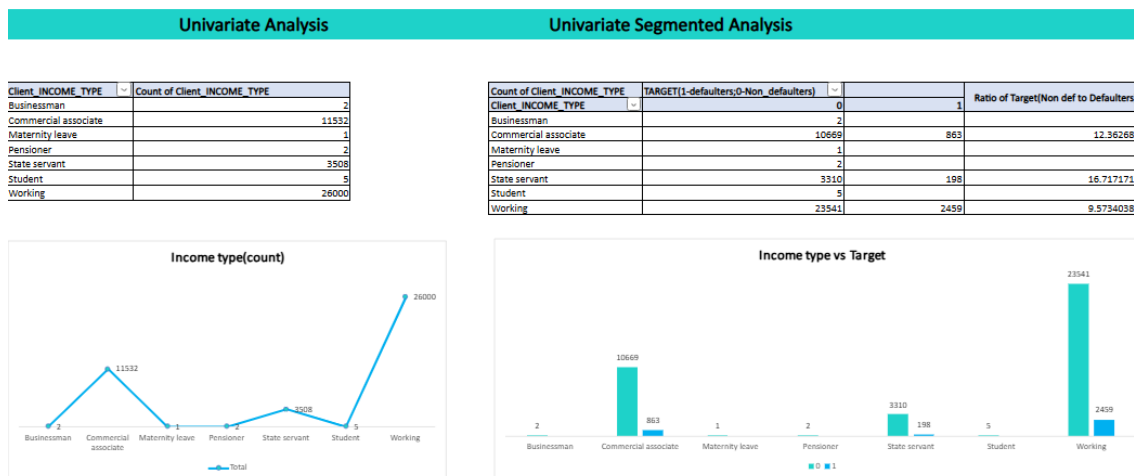 Univariate Analysis
Univariate Segmented Analysis
Client_INCOME_TYPE Count of Client_INCOME_TYPE
Businessman 2
Commercial associate 11532
Maternity leave 1
Pensioner 2
State servant 3508
Student 5
Working 26000
Count of Client_INCOME_TYPE TARGET(1-defaulters;0-Non_defaulters) Ratio of Target(Non def to Defaulters
Client_INCOME_TYPE 0 1
Businessman 2
Commercial associate 10669 863 12.36268
Maternity leave 1
Pensioner 2
State servant 3310 198 16.717171
Student 5
Working 23541 2459 9.5734038
Income type(count)
26000
11532
3508
2 1 2 5
Businessman Commercial associate Maternity leave Pensioner State servant Student Working
Total
Income type vs Target
23541
10669
3310
2459
2 863 1 2 198 5
Businessman Commercial associate Maternity leave Pensioner State servant Student Working
0 1